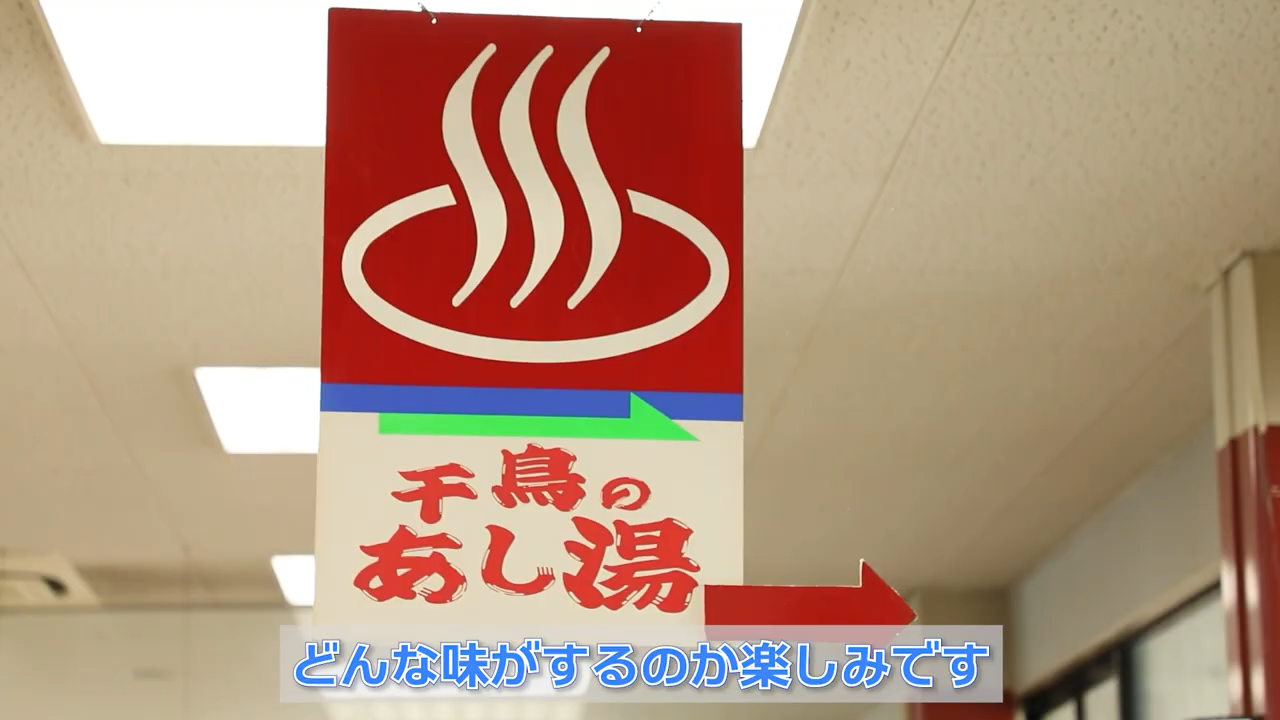 千鳥の
あし湯
どんな味がするのか楽しみです